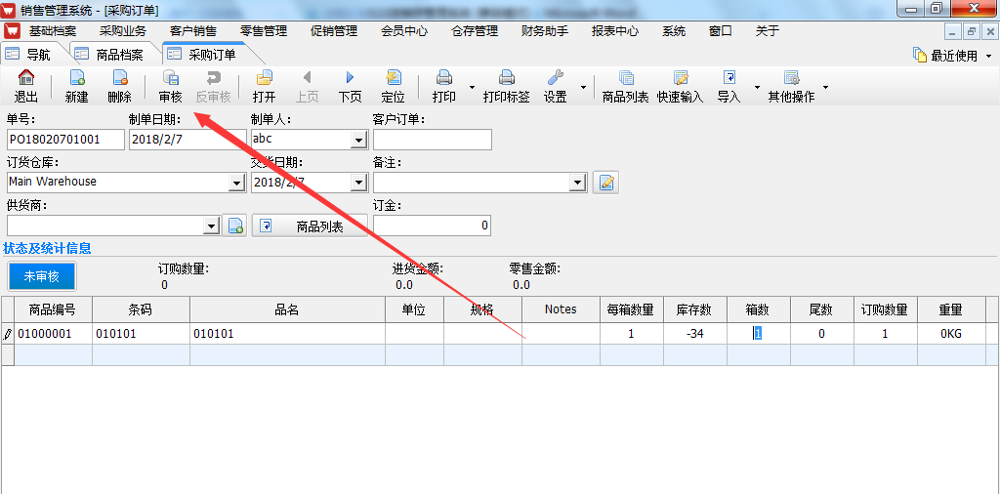 销售管理系统 - [采购订单]
基础档案 采购业务 客户销售 零售管理 促销管理 会员中心 仓存管理 财务助手 报表中心 系统 窗口 关于
导航 商品档案 采购订单 最近使用
退出 新建 删除 审核 反审核 打开 上页 下页 定位 打印 打印标签 设置 商品列表 快速输入 导入 其他操作
单号: 制单日期: 制单人: 客户订单:
PO18020701001 2018/2/7 abc
订货仓库: 交货日期: 备注:
Main Warehouse 2018/2/7
供货商: 订金:
商品列表 0
状态及统计信息
未审核 订购数量: 进货金额: 零售金额:
0 0.0 0.0
商品编号 条码 品名 单位 规格 Notes 每箱数量 库存数 箱数 尾数 订购数量 重量
01000001 010101 010101 1 -34 1 0 1 0KG